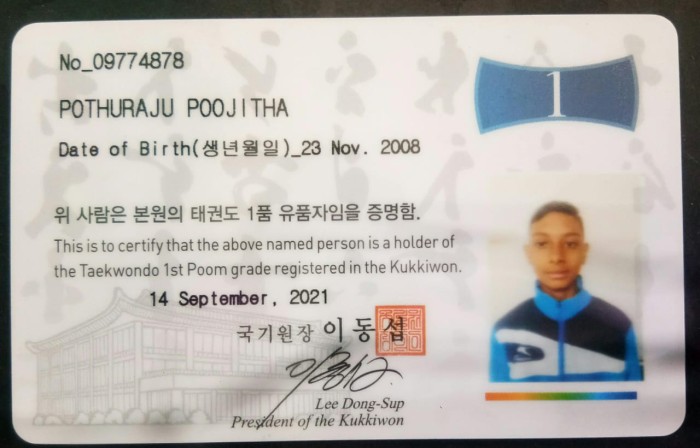 No_09774878
1
POTHURAJU POOJITHA
Date of Birth(생년월일)_23 Nov. 2008
위 사람은 본원의 태권도 1품 유품자임을 증명함.
This is to certify that the above named person is a holder of
the Taekwondo 1st Poom grade registered in the Kukkiwon.
14 September, 2021
국기원장 이동섭
Lee Dong-Sup
President of the Kukkiwon